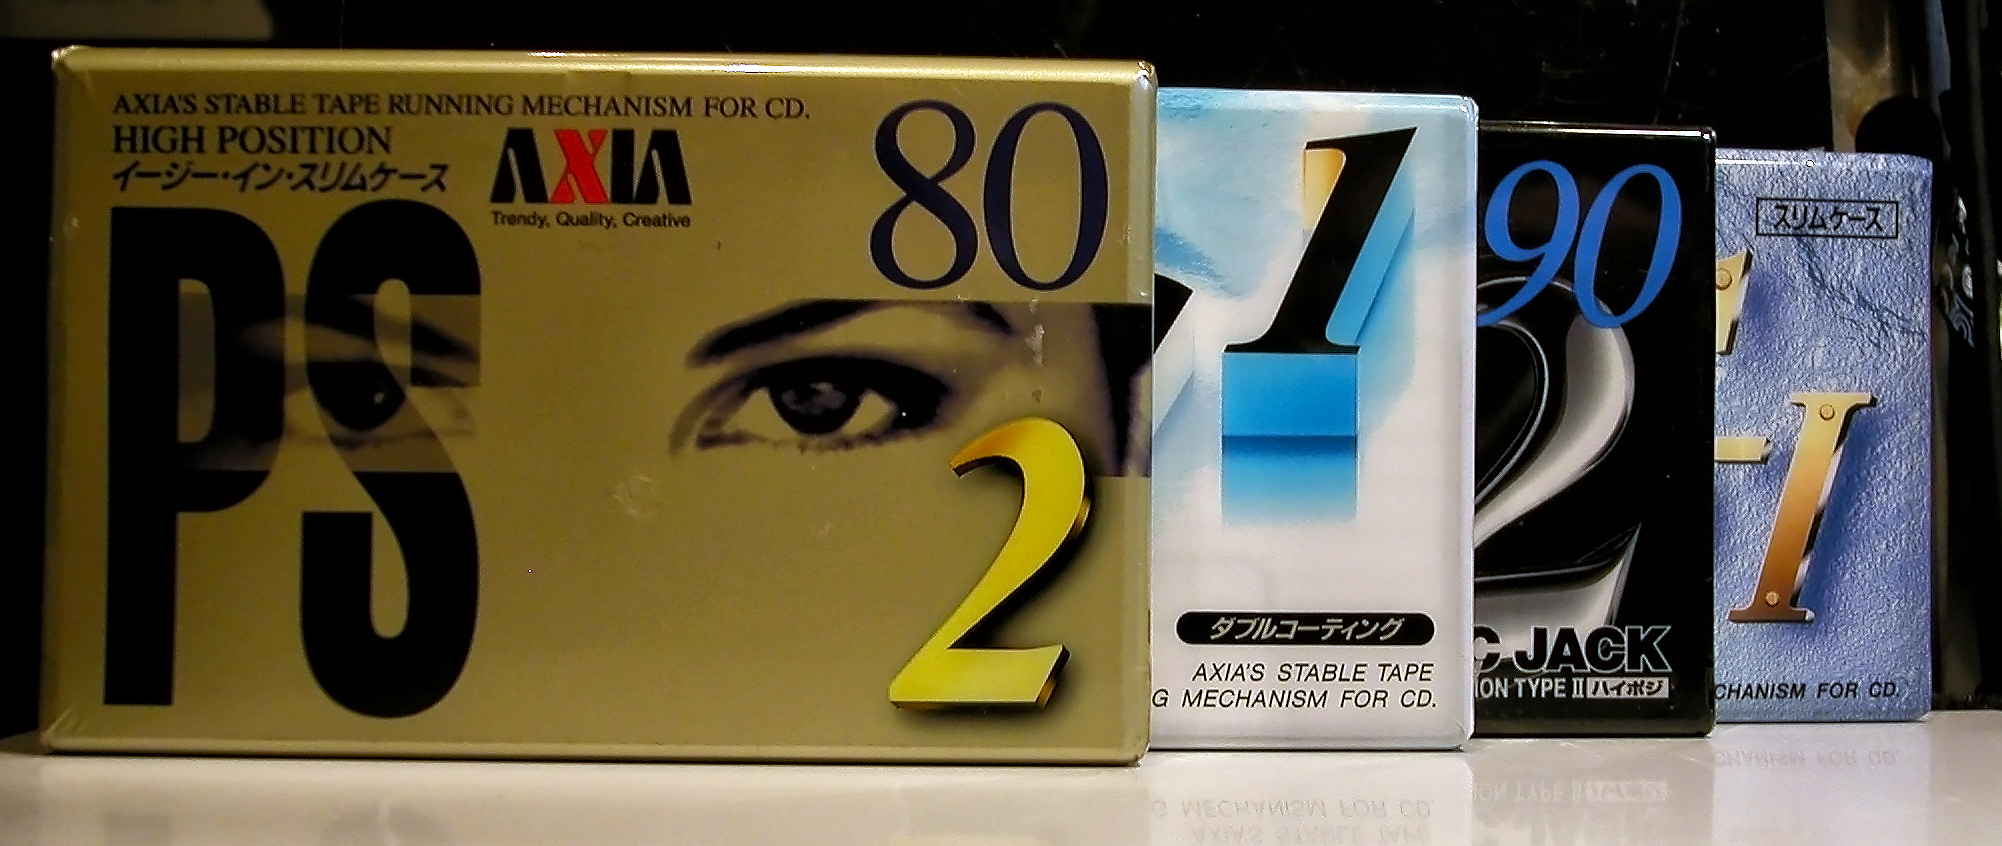 AXIA'S STABLE TAPE RUNNING MECHANISM FOR CD.
HIGH POSITION
イージー・イン・スリムケース
AXIA
Trendy, Quality, Creative
80
PS
2
1
ダブルコーティング
AXIA'S STABLE TAPE
G MECHANISM FOR CD.
90
2
C JACK
ION TYPE II ハイポジ
スリムケース
I
CHANISM FOR CD.